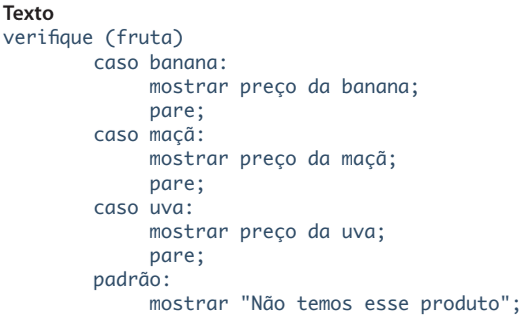 Texto
verifique (fruta)
caso banana:
mostrar preço da banana;
pare;
caso maçã:
mostrar preço da maçã;
pare;
caso uva:
mostrar preço da uva;
pare;
padrão:
mostrar "Não temos esse produto";